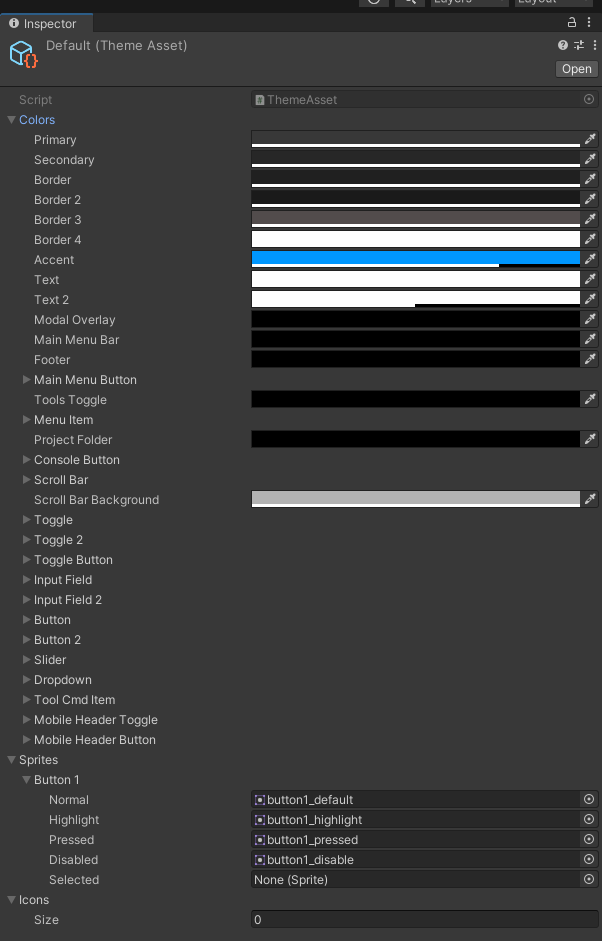 Layers
Layout
Inspector
Default (Theme Asset)
Open
Script
ThemeAsset
Colors
Primary
Secondary
Border
Border 2
Border 3
Border 4
Accent
Text
Text 2
Modal Overlay
Main Menu Bar
Footer
Main Menu Button
Tools Toggle
Menu Item
Project Folder
Console Button
Scroll Bar
Scroll Bar Background
Toggle
Toggle 2
Toggle Button
Input Field
Input Field 2
Button
Button 2
Slider
Dropdown
Tool Cmd Item
Mobile Header Toggle
Mobile Header Button
Sprites
Button 1
Normal button1_default
Highlight button1_highlight
Pressed button1_pressed
Disabled button1_disable
Selected None (Sprite)
Icons
Size 0